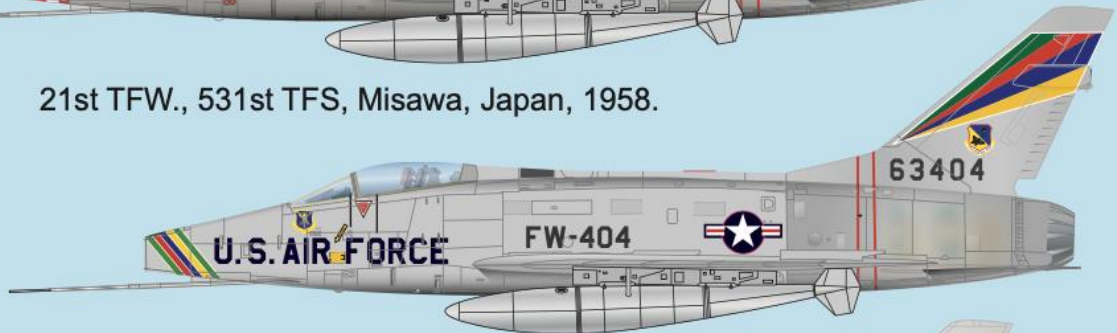 21st TFW., 531st TFS, Misawa, Japan, 1958.
63404
U.S. AIR FORCE
FW-404